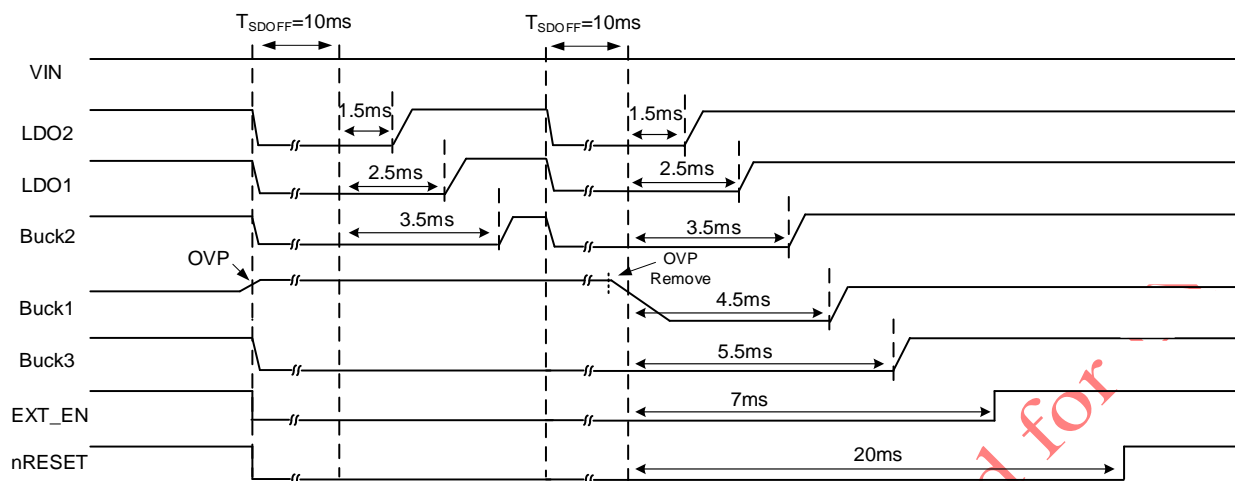 TSDOFF=10ms TSDOFF=10ms
VIN
1.5ms 1.5ms
LDO2
2.5ms 2.5ms
LDO1
3.5ms 3.5ms
Buck2
OVP OVP
Remove
4.5ms
Buck1
5.5ms
Buck3
7ms
EXT_EN
20ms
nRESET
d for